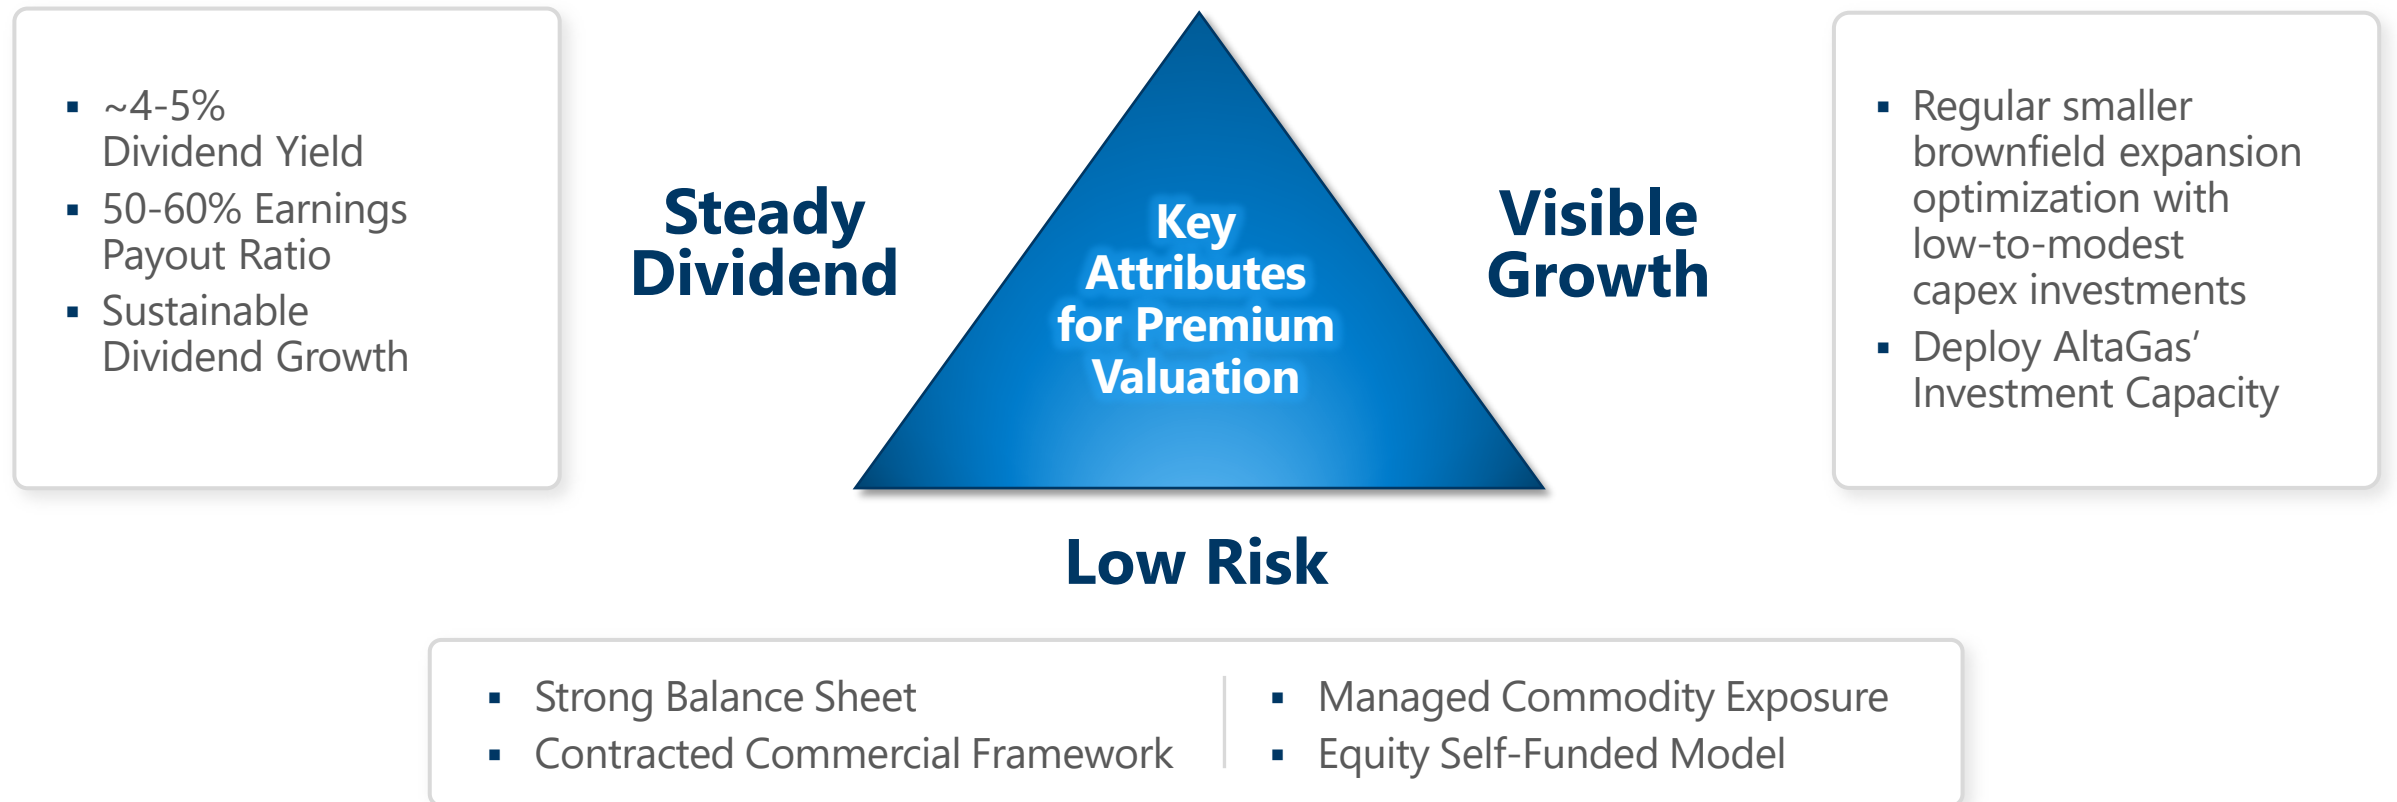 ▪ ~4-5%
Dividend Yield
▪ 50-60% Earnings
Payout Ratio
▪ Sustainable
Dividend Growth
Steady
Dividend
Key
Attributes
for Premium
Valuation
Visible
Growth
▪ Regular smaller
brownfield expansion
optimization with
low-to-modest
capex investments
▪ Deploy AltaGas’
Investment Capacity
Low Risk
▪ Strong Balance Sheet
▪ Contracted Commercial Framework
▪ Managed Commodity Exposure
▪ Equity Self-Funded Model